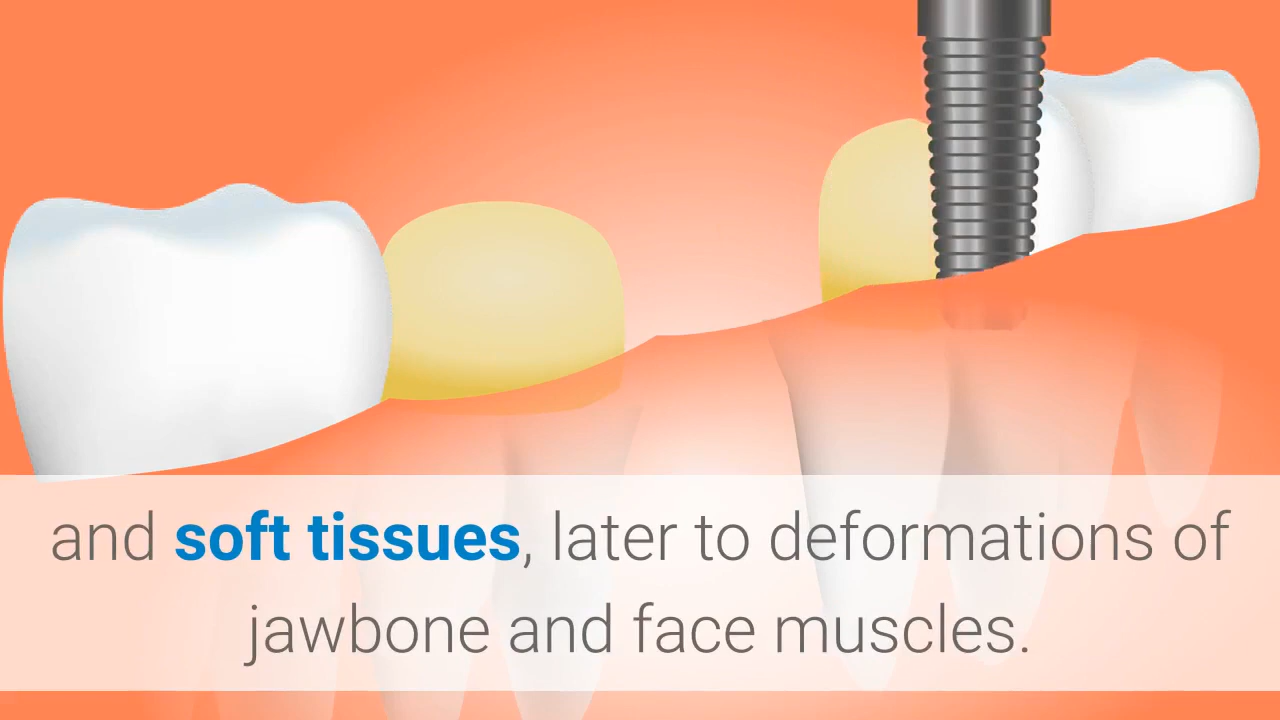 and soft tissues, later to deformations of
jawbone and face muscles.